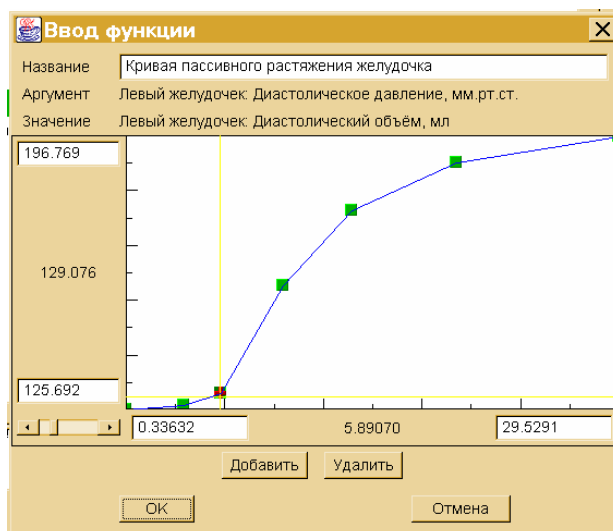 Ввод функции
Название Кривая пассивного растяжения желудочка
Аргумент Левый желудочек: Диастолическое давление, мм.рт.ст.
Значение Левый желудочек: Диастолический объём, мл
196.769
129.076
125.692
0.33632 5.89070 29.5291
Добавить Удалить
OK Отмена